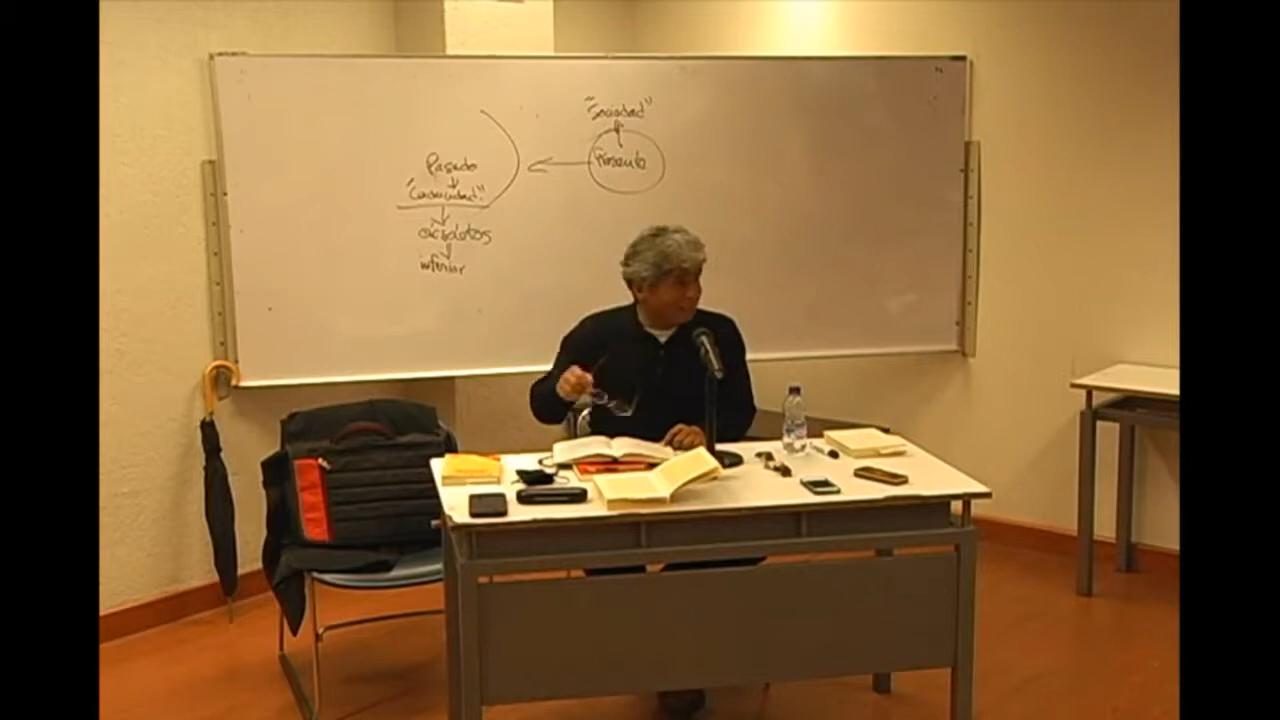 "Sociedad"
Presente
Pasado
"Comunidad"
obsoletos
inferior